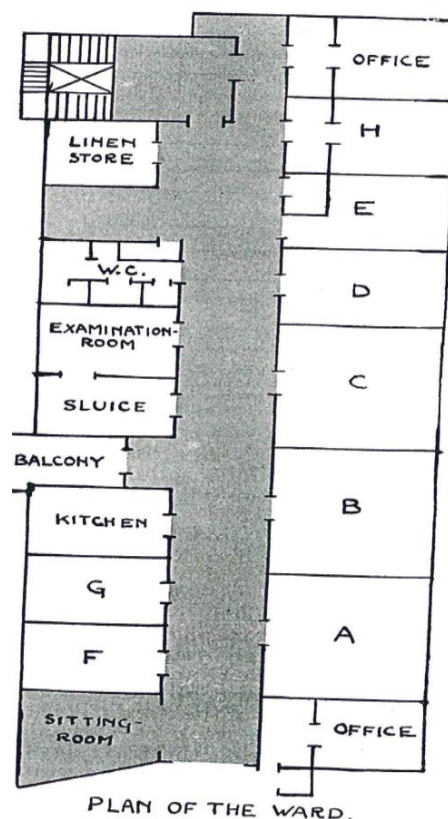 OFFICE
LINEN
STORE
H
E
W.C.
D
EXAMINATION-
ROOM
C
SLUICE
BALCONY
B
KITCHEN
G
A
F
SITTING-
ROOM
OFFICE
PLAN OF THE WARD.